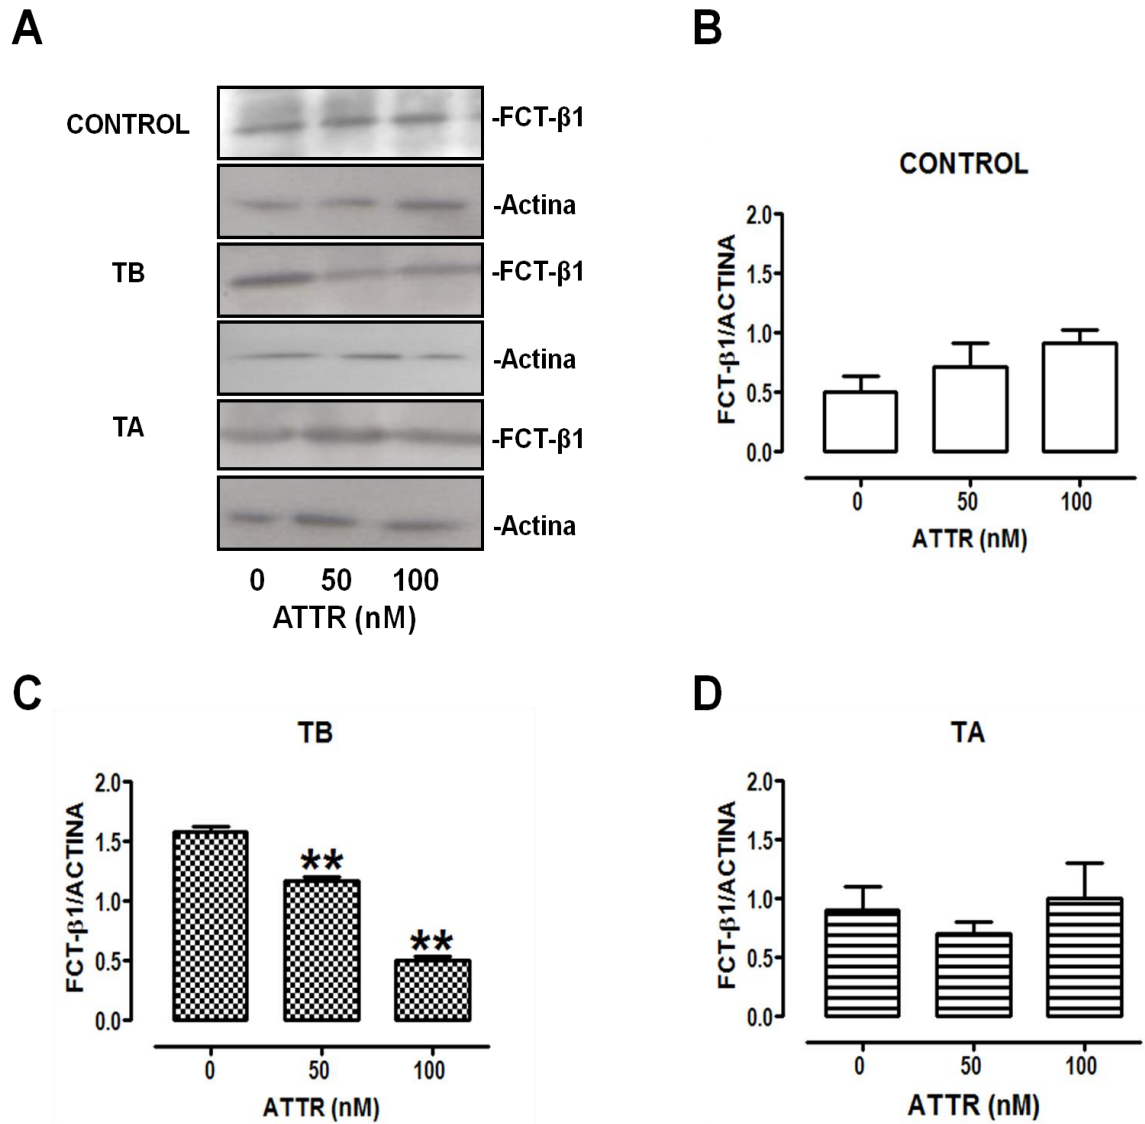 A
CONTROL
-FCT-β1
-Actina
TB
-FCT-β1
-Actina
TA
-FCT-β1
-Actina
0 50 100
ATTR (nM)
B
CONTROL
FCT-β1/ACTINA
2.0
1.5
1.0
0.5
0.0
0 50 100
ATTR (nM)
C
TB
FCT-β1/ACTINA
2.0
1.5
1.0
0.5
0.0
**
**
0 50 100
ATTR (nM)
D
TA
FCT-β1/ACTINA
2.0
1.5
1.0
0.5
0.0
0 50 100
ATTR (nM)